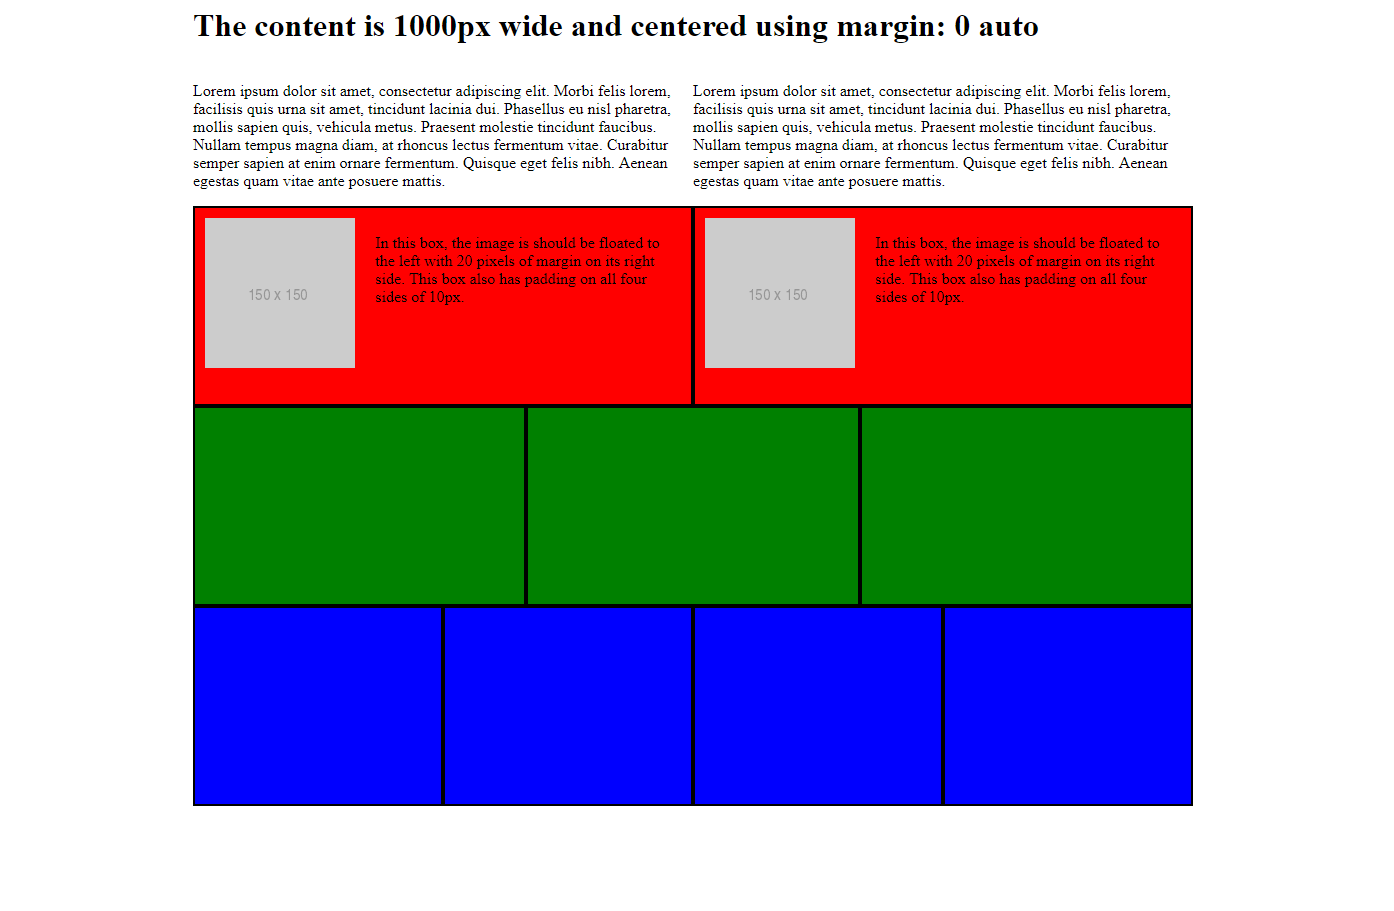 The content is 1000px wide and centered using margin: 0 auto
Lorem ipsum dolor sit amet, consectetur adipiscing elit. Morbi felis lorem,
facilisis quis urna sit amet, tincidunt lacinia dui. Phasellus eu nisl pharetra,
mollis sapien quis, vehicula metus. Praesent molestie tincidunt faucibus.
Nullam tempus magna diam, at rhoncus lectus fermentum vitae. Curabitur
semper sapien at enim ornare fermentum. Quisque eget felis nibh. Aenean
egestas quam vitae ante posuere mattis.
Lorem ipsum dolor sit amet, consectetur adipiscing elit. Morbi felis lorem,
facilisis quis urna sit amet, tincidunt lacinia dui. Phasellus eu nisl pharetra,
mollis sapien quis, vehicula metus. Praesent molestie tincidunt faucibus.
Nullam tempus magna diam, at rhoncus lectus fermentum vitae. Curabitur
semper sapien at enim ornare fermentum. Quisque eget felis nibh. Aenean
egestas quam vitae ante posuere mattis.
150 x 150
In this box, the image is should be floated to
the left with 20 pixels of margin on its right
side. This box also has padding on all four
sides of 10px.
150 x 150
In this box, the image is should be floated to
the left with 20 pixels of margin on its right
side. This box also has padding on all four
sides of 10px.